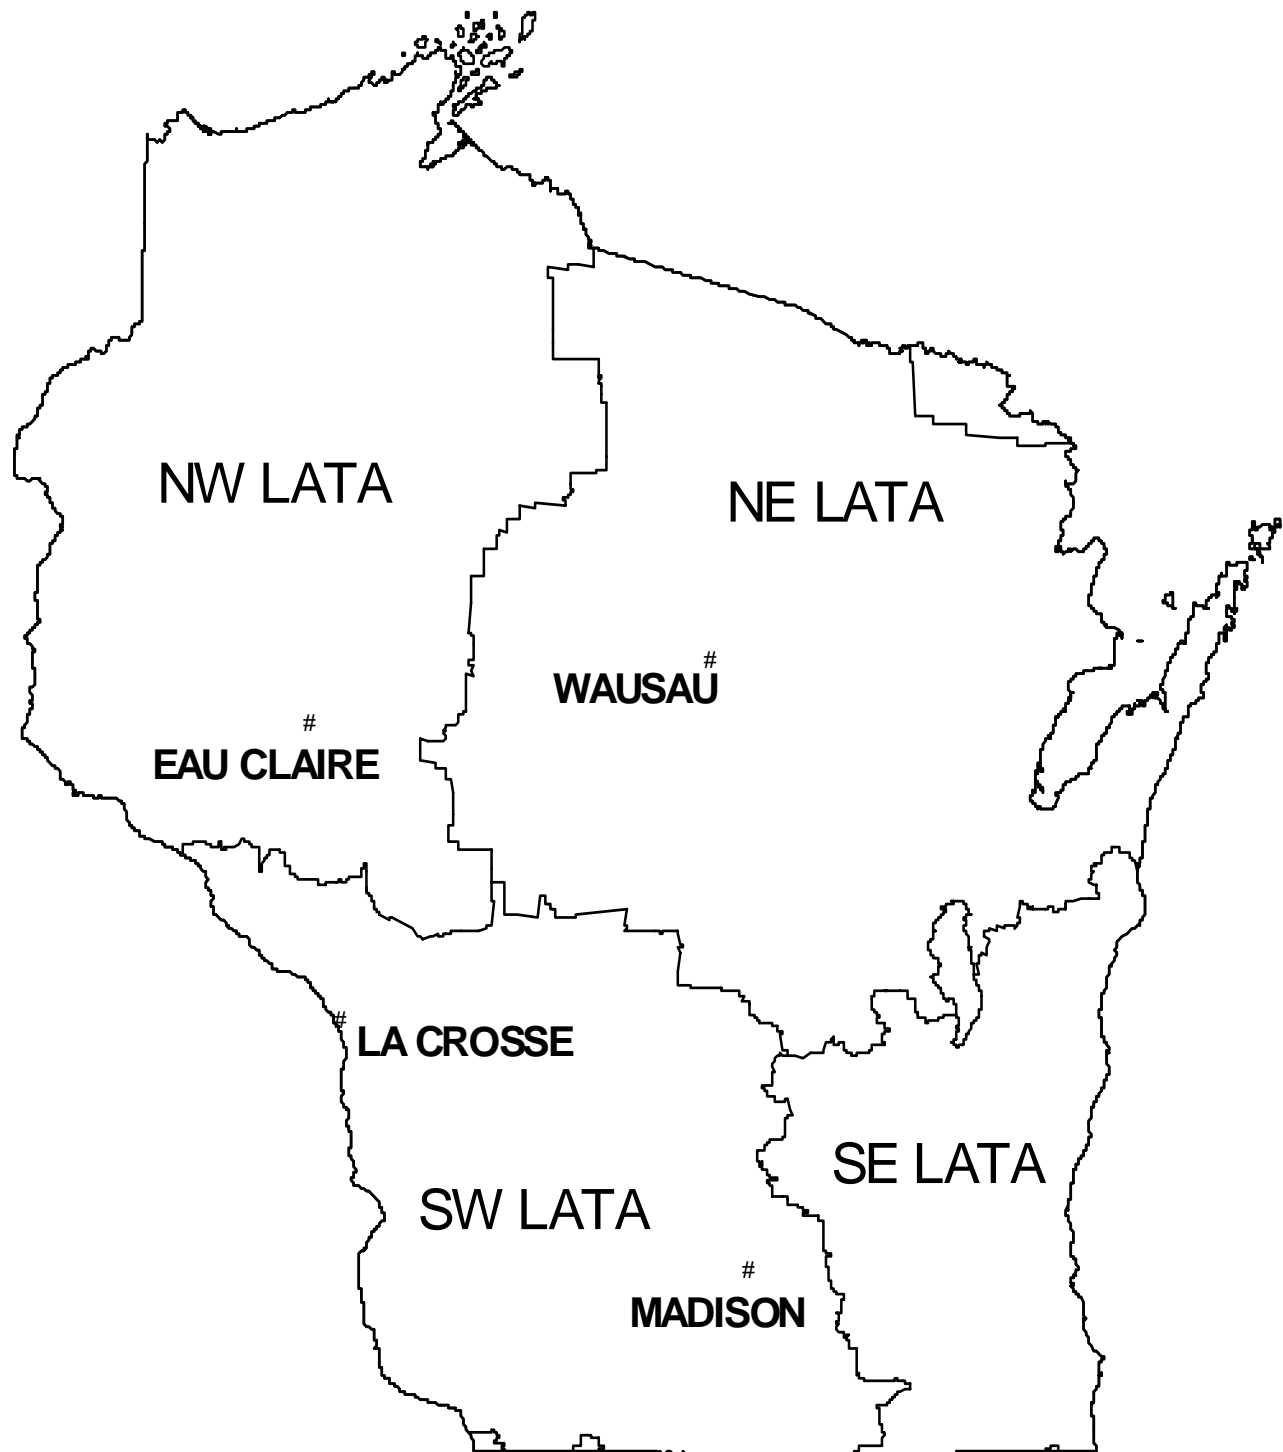 NW LATA
NE LATA
#
WAUSAU
#
EAU CLAIRE
#
LA CROSSE
SE LATA
SW LATA
#
MADISON